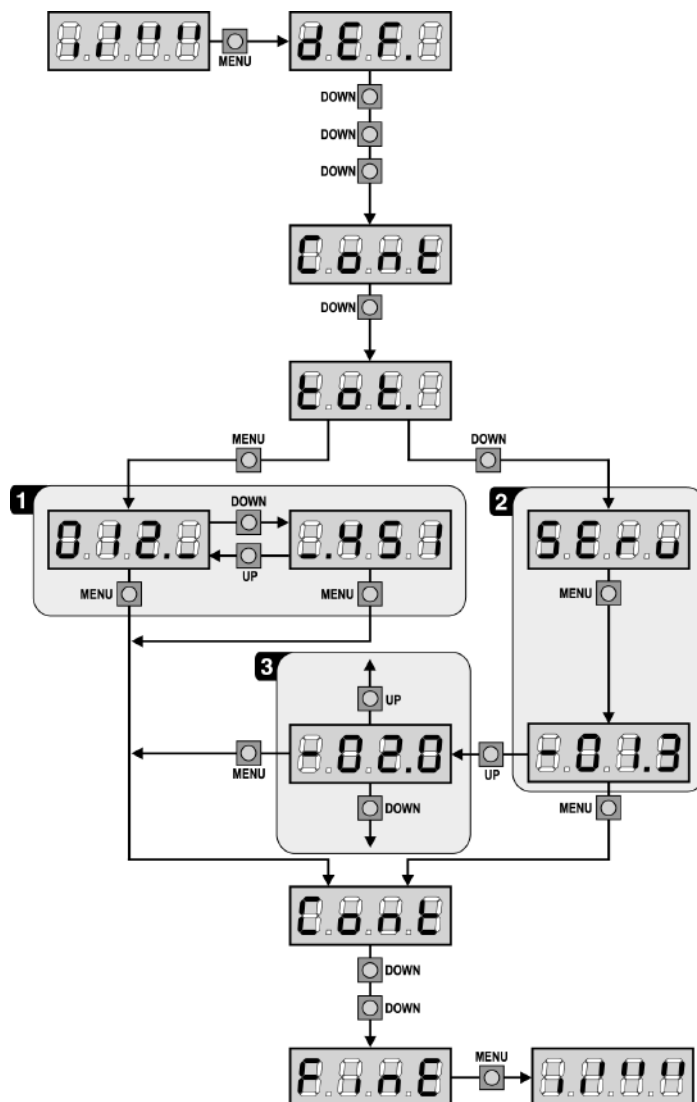 MENU
dEF.
DOWN
DOWN
DOWN
Cont
DOWN
tot.
MENU
DOWN
1
012.
DOWN
UP
.451
MENU
MENU
2
SErv
MENU
3
UP
MENU
-02.0
UP
-01.3
DOWN
MENU
Cont
DOWN
DOWN
FinE
MENU